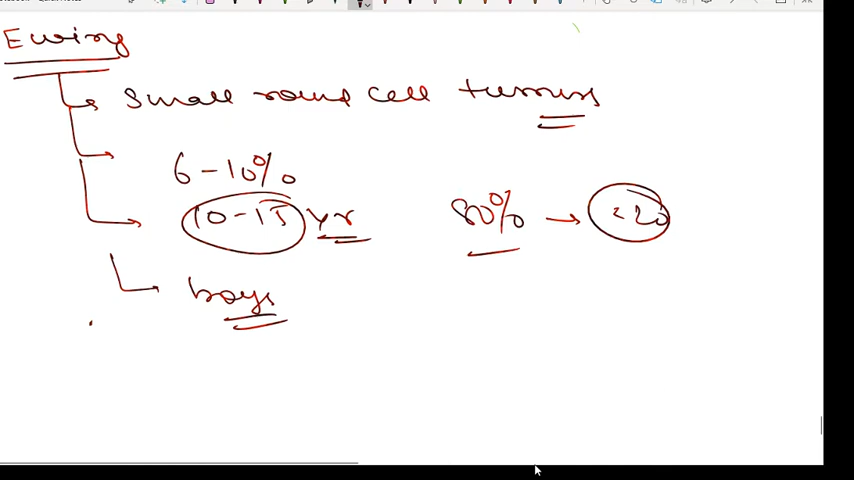 Ewing
Small round cell tumors
6-10%
10-15 yr 80% → <20
boys